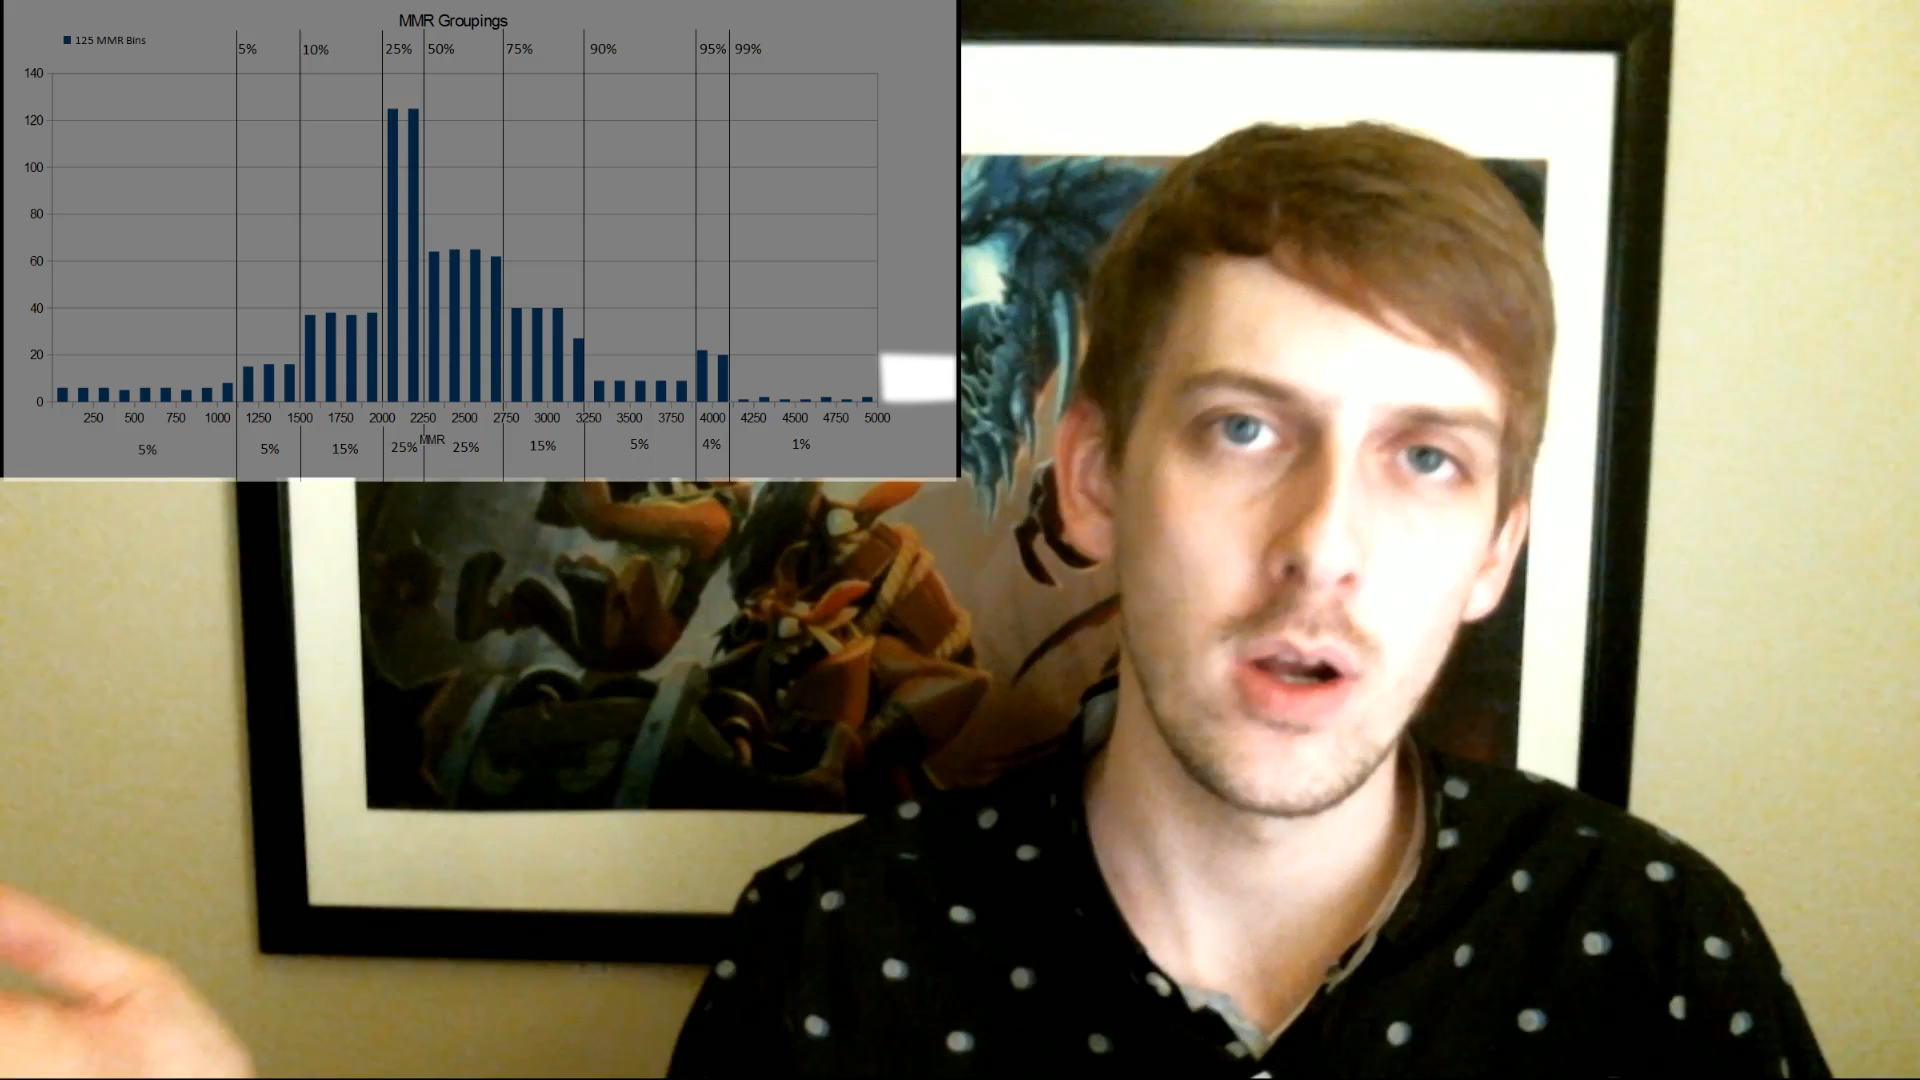 MMR Groupings
125 MMR Bins
5% 10% 25% 50% 75% 90% 95% 99%
140
120
100
80
60
40
20
0
250 500 750 1000 1250 1500 1750 2000 2250 2500 2750 3000 3250 3500 3750 4000 4250 4500 4750 5000
MMR
5% 5% 15% 25% 25% 15% 5% 4% 1%